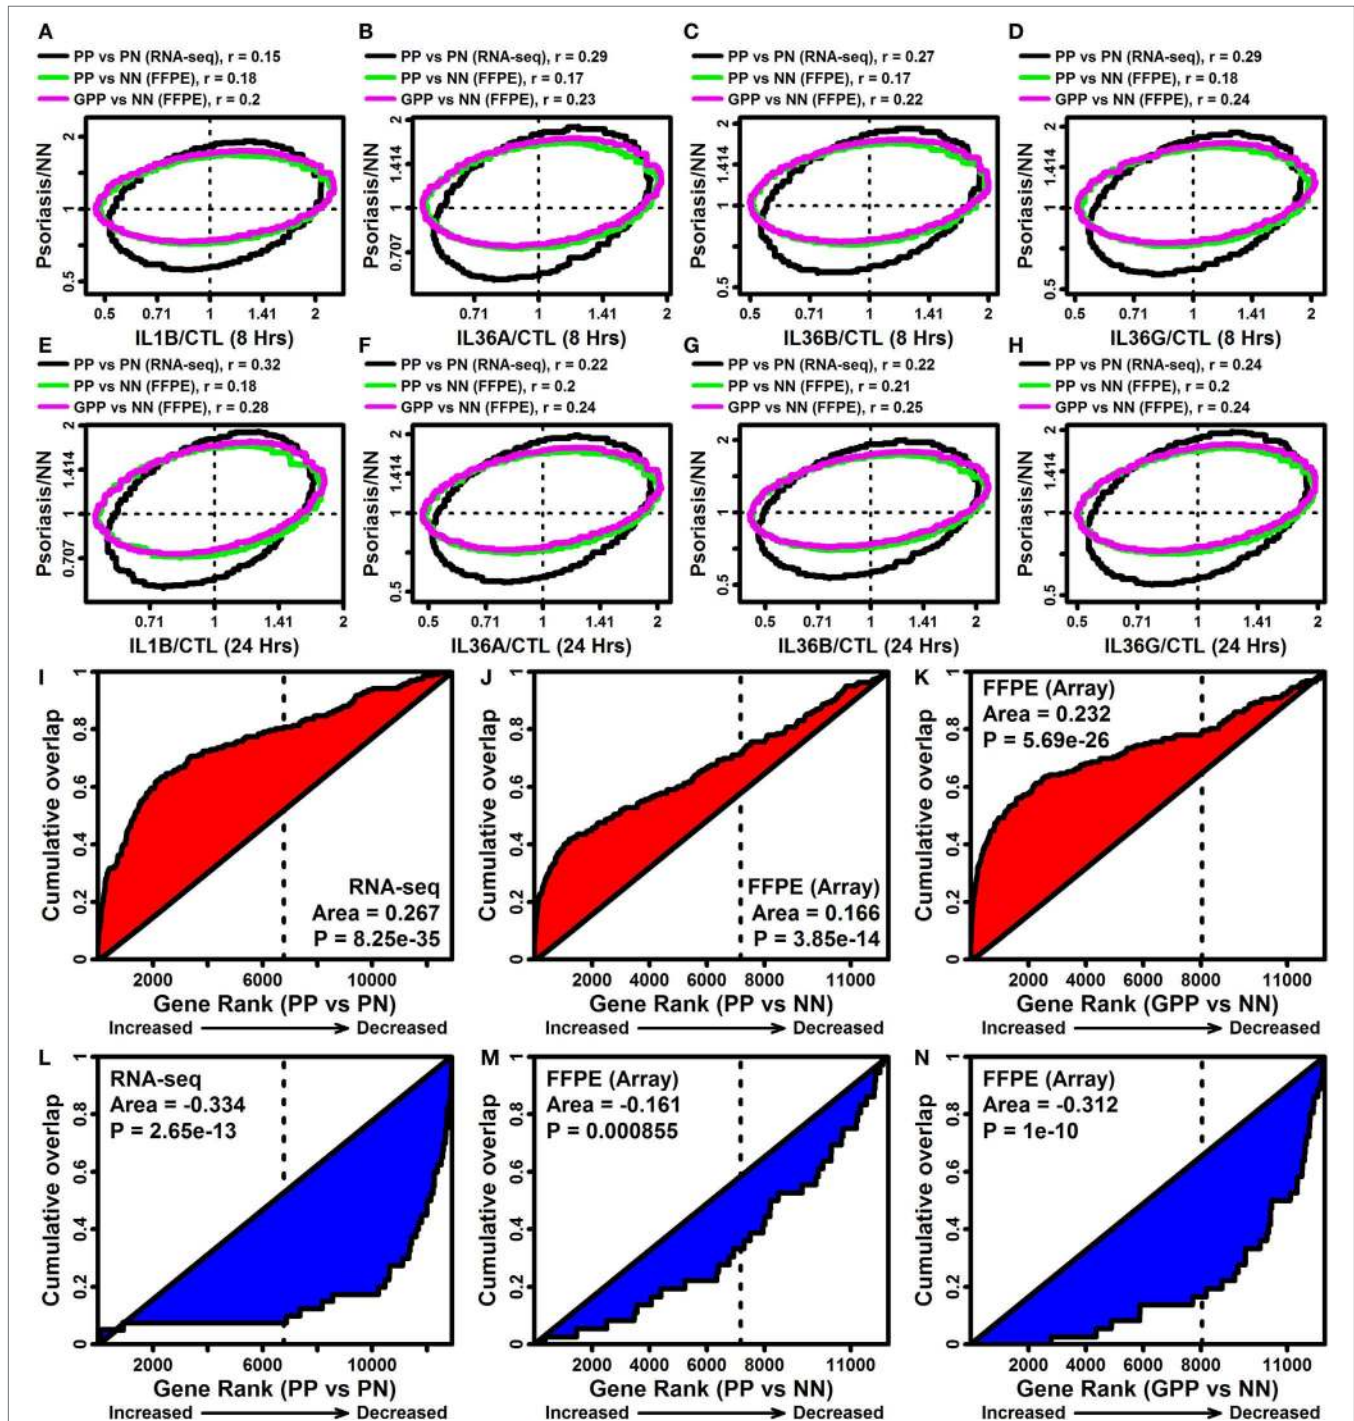 A
PP vs PN (RNA-seq), r = 0.15
PP vs NN (FFPE), r = 0.18
GPP vs NN (FFPE), r = 0.2
Psoriasis/NN
2
1
0.5
0.5 0.71 1 1.41 2
IL1B/CTL (8 Hrs)
B
PP vs PN (RNA-seq), r = 0.29
PP vs NN (FFPE), r = 0.17
GPP vs NN (FFPE), r = 0.23
Psoriasis/NN
2
1.414
1
0.707
0.5 0.71 1 1.41 2
IL36A/CTL (8 Hrs)
C
PP vs PN (RNA-seq), r = 0.27
PP vs NN (FFPE), r = 0.17
GPP vs NN (FFPE), r = 0.22
Psoriasis/NN
2
1.414
1
0.5
0.5 0.71 1 1.41 2
IL36B/CTL (8 Hrs)
D
PP vs PN (RNA-seq), r = 0.29
PP vs NN (FFPE), r = 0.18
GPP vs NN (FFPE), r = 0.24
Psoriasis/NN
2
1.414
1
0.5
0.5 0.71 1 1.41 2
IL36G/CTL (8 Hrs)
E
PP vs PN (RNA-seq), r = 0.32
PP vs NN (FFPE), r = 0.18
GPP vs NN (FFPE), r = 0.28
Psoriasis/NN
2
1.414
1
0.707
0.71 1 1.41 2
IL1B/CTL (24 Hrs)
F
PP vs PN (RNA-seq), r = 0.22
PP vs NN (FFPE), r = 0.2
GPP vs NN (FFPE), r = 0.24
Psoriasis/NN
2
1.414
1
0.5
0.5 0.71 1 1.41 2
IL36A/CTL (24 Hrs)
G
PP vs PN (RNA-seq), r = 0.22
PP vs NN (FFPE), r = 0.21
GPP vs NN (FFPE), r = 0.25
Psoriasis/NN
2
1
0.5
0.5 0.71 1 1.41 2
IL36B/CTL (24 Hrs)
H
PP vs PN (RNA-seq), r = 0.24
PP vs NN (FFPE), r = 0.2
GPP vs NN (FFPE), r = 0.24
Psoriasis/NN
2
1.414
1
0.5
0.5 0.71 1 1.41 2
IL36G/CTL (24 Hrs)
I
Cumulative overlap
1
0.8
0.6
0.4
0.2
0
RNA-seq
Area = 0.267
P = 8.25e-35
2000 6000 10000
Gene Rank (PP vs PN)
Increased Decreased
J
Cumulative overlap
1
0.8
0.6
0.4
0.2
0
FFPE (Array)
Area = 0.166
P = 3.85e-14
2000 4000 6000 8000 11000
Gene Rank (PP vs NN)
Increased Decreased
K
Cumulative overlap
1
0.8
0.6
0.4
0.2
0
FFPE (Array)
Area = 0.232
P = 5.69e-26
2000 4000 6000 8000 11000
Gene Rank (GPP vs NN)
Increased Decreased
L
Cumulative overlap
1
0.8
0.6
0.4
0.2
0
RNA-seq
Area = -0.334
P = 2.65e-13
2000 6000 10000
Gene Rank (PP vs PN)
Increased Decreased
M
Cumulative overlap
1
0.8
0.6
0.4
0.2
0
FFPE (Array)
Area = -0.161
P = 0.000855
2000 4000 6000 8000 11000
Gene Rank (PP vs NN)
Increased Decreased
N
Cumulative overlap
1
0.8
0.6
0.4
0.2
0
FFPE (Array)
Area = -0.312
P = 1e-10
2000 4000 6000 8000 11000
Gene Rank (GPP vs NN)
Increased Decreased